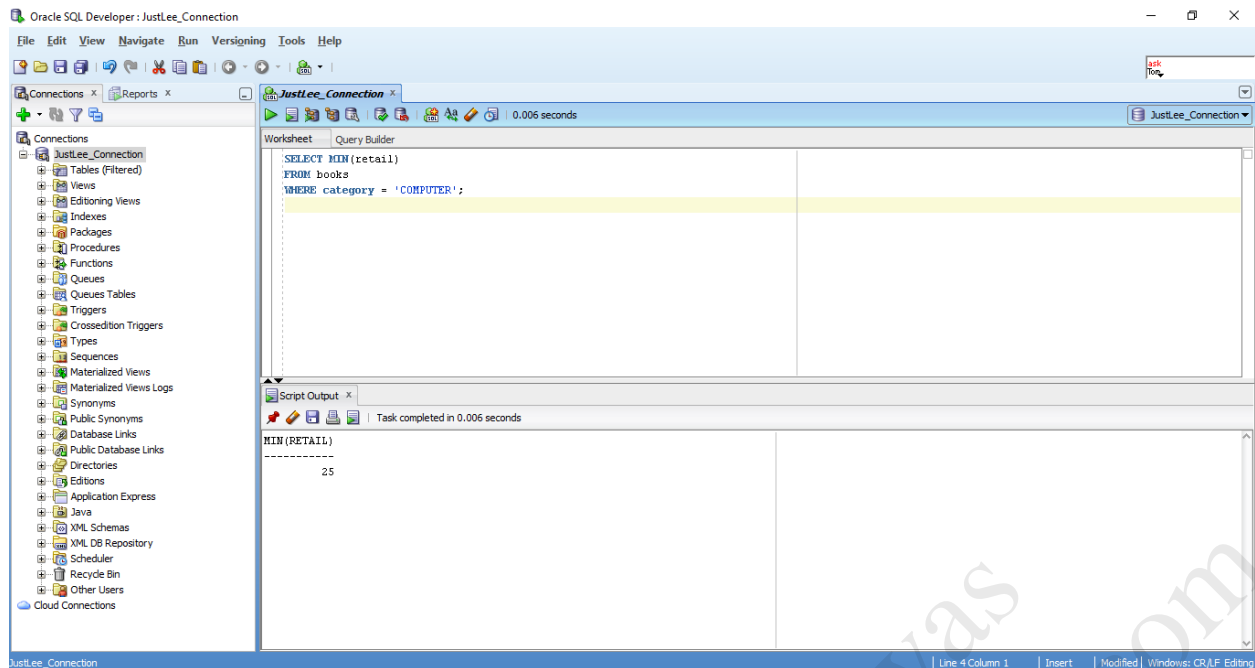 Oracle SQL Developer : JustLee_Connection
File Edit View Navigate Run Versioning Tools Help
ask
Tom
Connections x Reports x
JustLee_Connection x
0.006 seconds
JustLee_Connection
Connections
JustLee_Connection
Tables (Filtered)
Views
Editioning Views
Indexes
Packages
Procedures
Functions
Queues
Queues Tables
Triggers
Crossedition Triggers
Types
Sequences
Materialized Views
Materialized Views Logs
Synonyms
Public Synonyms
Database Links
Public Database Links
Directories
Editions
Application Express
Java
XML Schemas
XML DB Repository
Scheduler
Recycle Bin
Other Users
Cloud Connections
Worksheet Query Builder
SELECT MIN(retail)
FROM books
WHERE category = 'COMPUTER';
Script Output x
Task completed in 0.006 seconds
MIN(RETAIL)
-----------
25
JustLee_Connection
Line 4 Column 1 Insert Modified Windows: CR/LF Editing